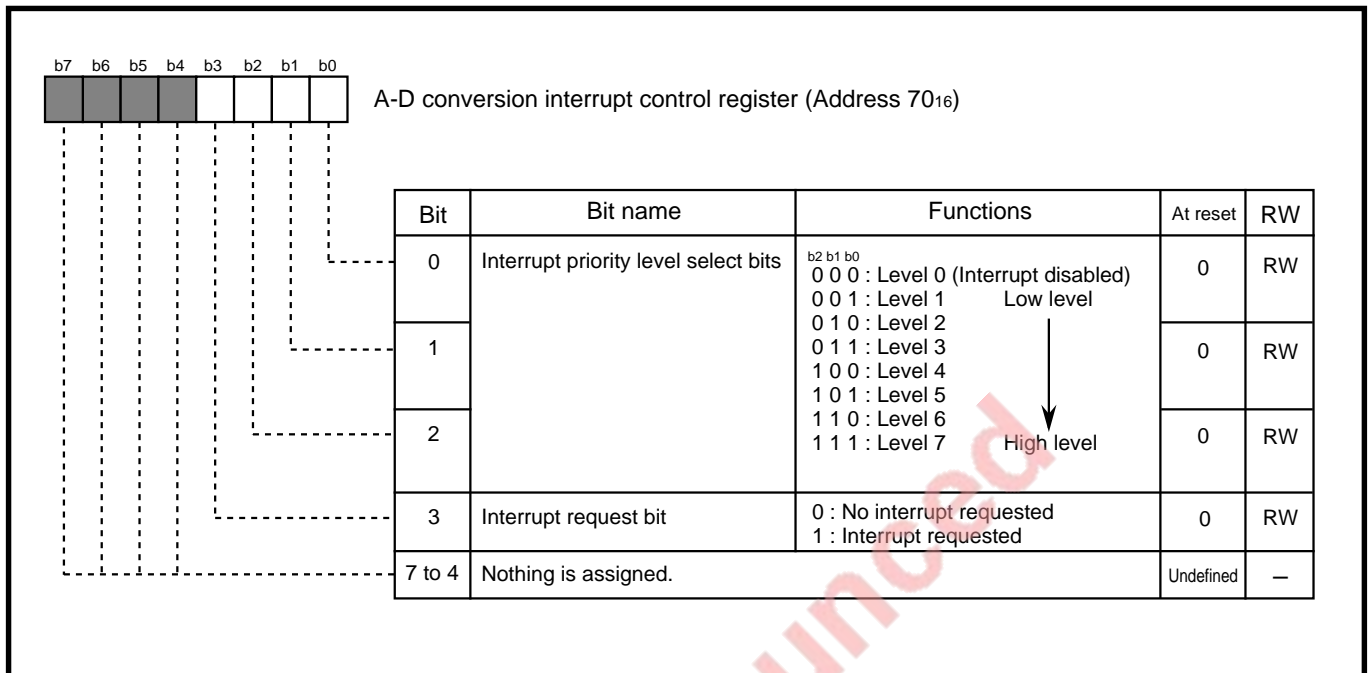 b7 b6 b5 b4 b3 b2 b1 b0
A-D conversion interrupt control register (Address 70₁₆)
Bit Bit name Functions At reset RW
0 Interrupt priority level select bits b2 b1 b0 0 RW
0 0 0 : Level 0 (Interrupt disabled)
0 0 1 : Level 1 Low level
0 1 0 : Level 2
1 0 1 1 : Level 3 0 RW
1 0 0 : Level 4
1 0 1 : Level 5
1 1 0 : Level 6
2 1 1 1 : Level 7 High level 0 RW
3 Interrupt request bit 0 : No interrupt requested 0 RW
1 : Interrupt requested
7 to 4 Nothing is assigned. Undefined –
unced